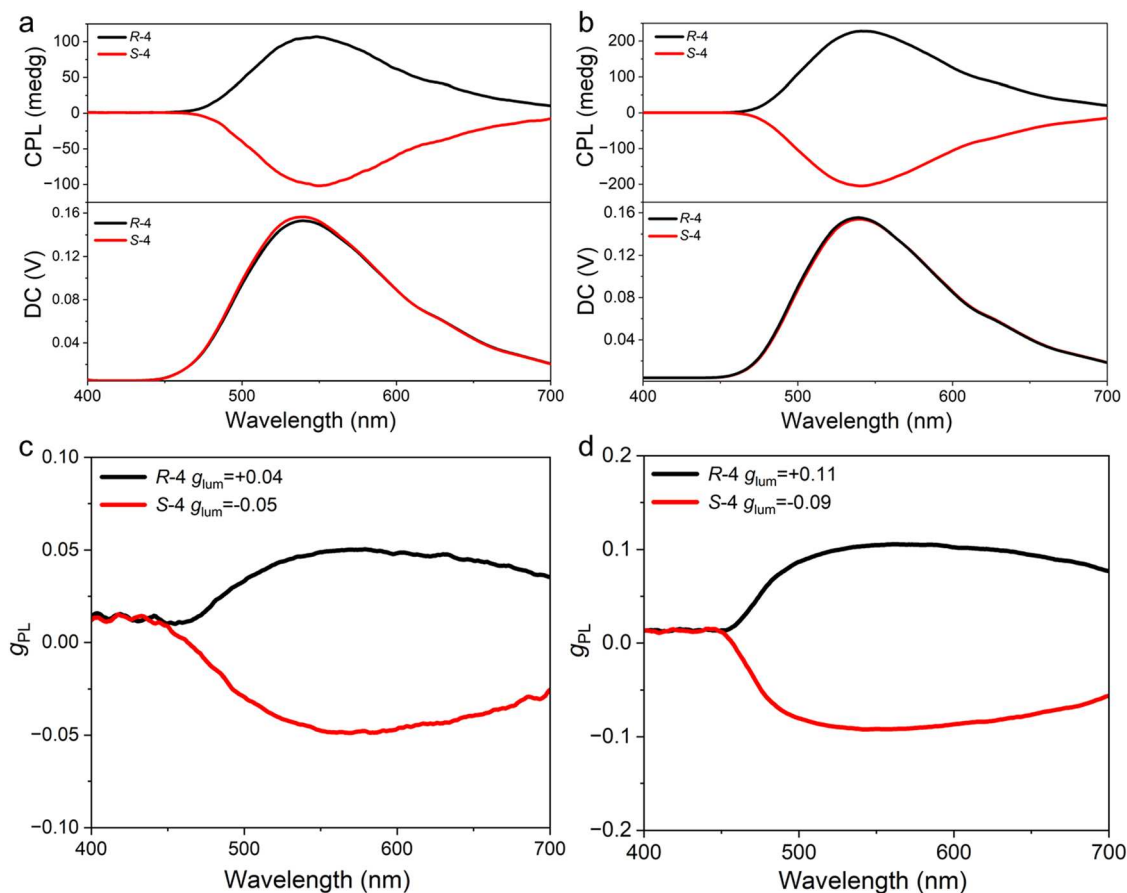 a
R-4
S-4
CPL (medg)
100
50
0
−50
−100
R-4
S-4
DC (V)
0.16
0.12
0.08
0.04
400 500 600 700
Wavelength (nm)
b
R-4
S-4
CPL (medg)
200
100
0
−100
−200
R-4
S-4
DC (V)
0.16
0.12
0.08
0.04
400 500 600 700
Wavelength (nm)
c
R-4 glum=+0.04
S-4 glum=-0.05
gPL
0.10
0.05
0.00
−0.05
−0.10
400 500 600 700
Wavelength (nm)
d
R-4 glum=+0.11
S-4 glum=-0.09
gPL
0.2
0.1
0.0
−0.1
−0.2
400 500 600 700
Wavelength (nm)